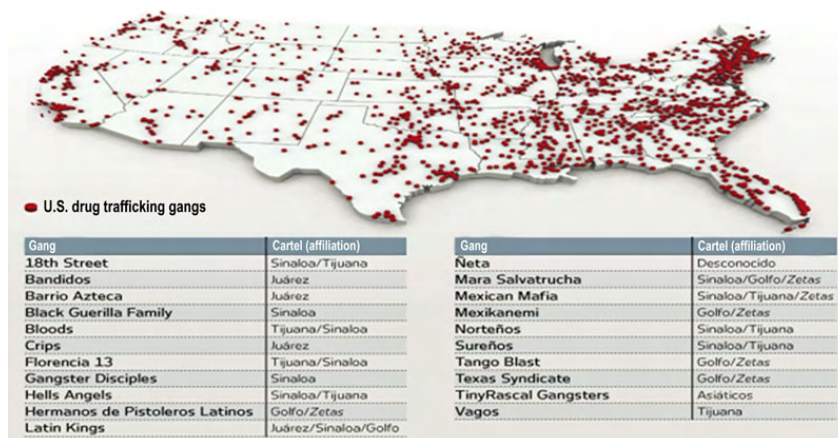 U.S. drug trafficking gangs
Gang Cartel (affiliation)
18th Street Sinaloa/Tijuana
Bandidos Juárez
Barrio Azteca Juárez
Black Guerilla Family Sinaloa
Bloods Tijuana/Sinaloa
Crips Juárez
Florencia 13 Tijuana/Sinaloa
Gangster Disciples Sinaloa
Hells Angels Sinaloa/Tijuana
Hermanos de Pistoleros Latinos Golfo/Zetas
Latin Kings Juárez/Sinaloa/Golfo
Gang Cartel (affiliation)
Ñeta Desconocido
Mara Salvatrucha Sinaloa/Golfo/Zetas
Mexican Mafia Sinaloa/Tijuana/Zetas
Mexikanemi Golfo/Zetas
Norteños Sinaloa/Tijuana
Sureños Sinaloa/Tijuana
Tango Blast Golfo/Zetas
Texas Syndicate Golfo/Zetas
TinyRascal Gangsters Asiáticos
Vagos Tijuana